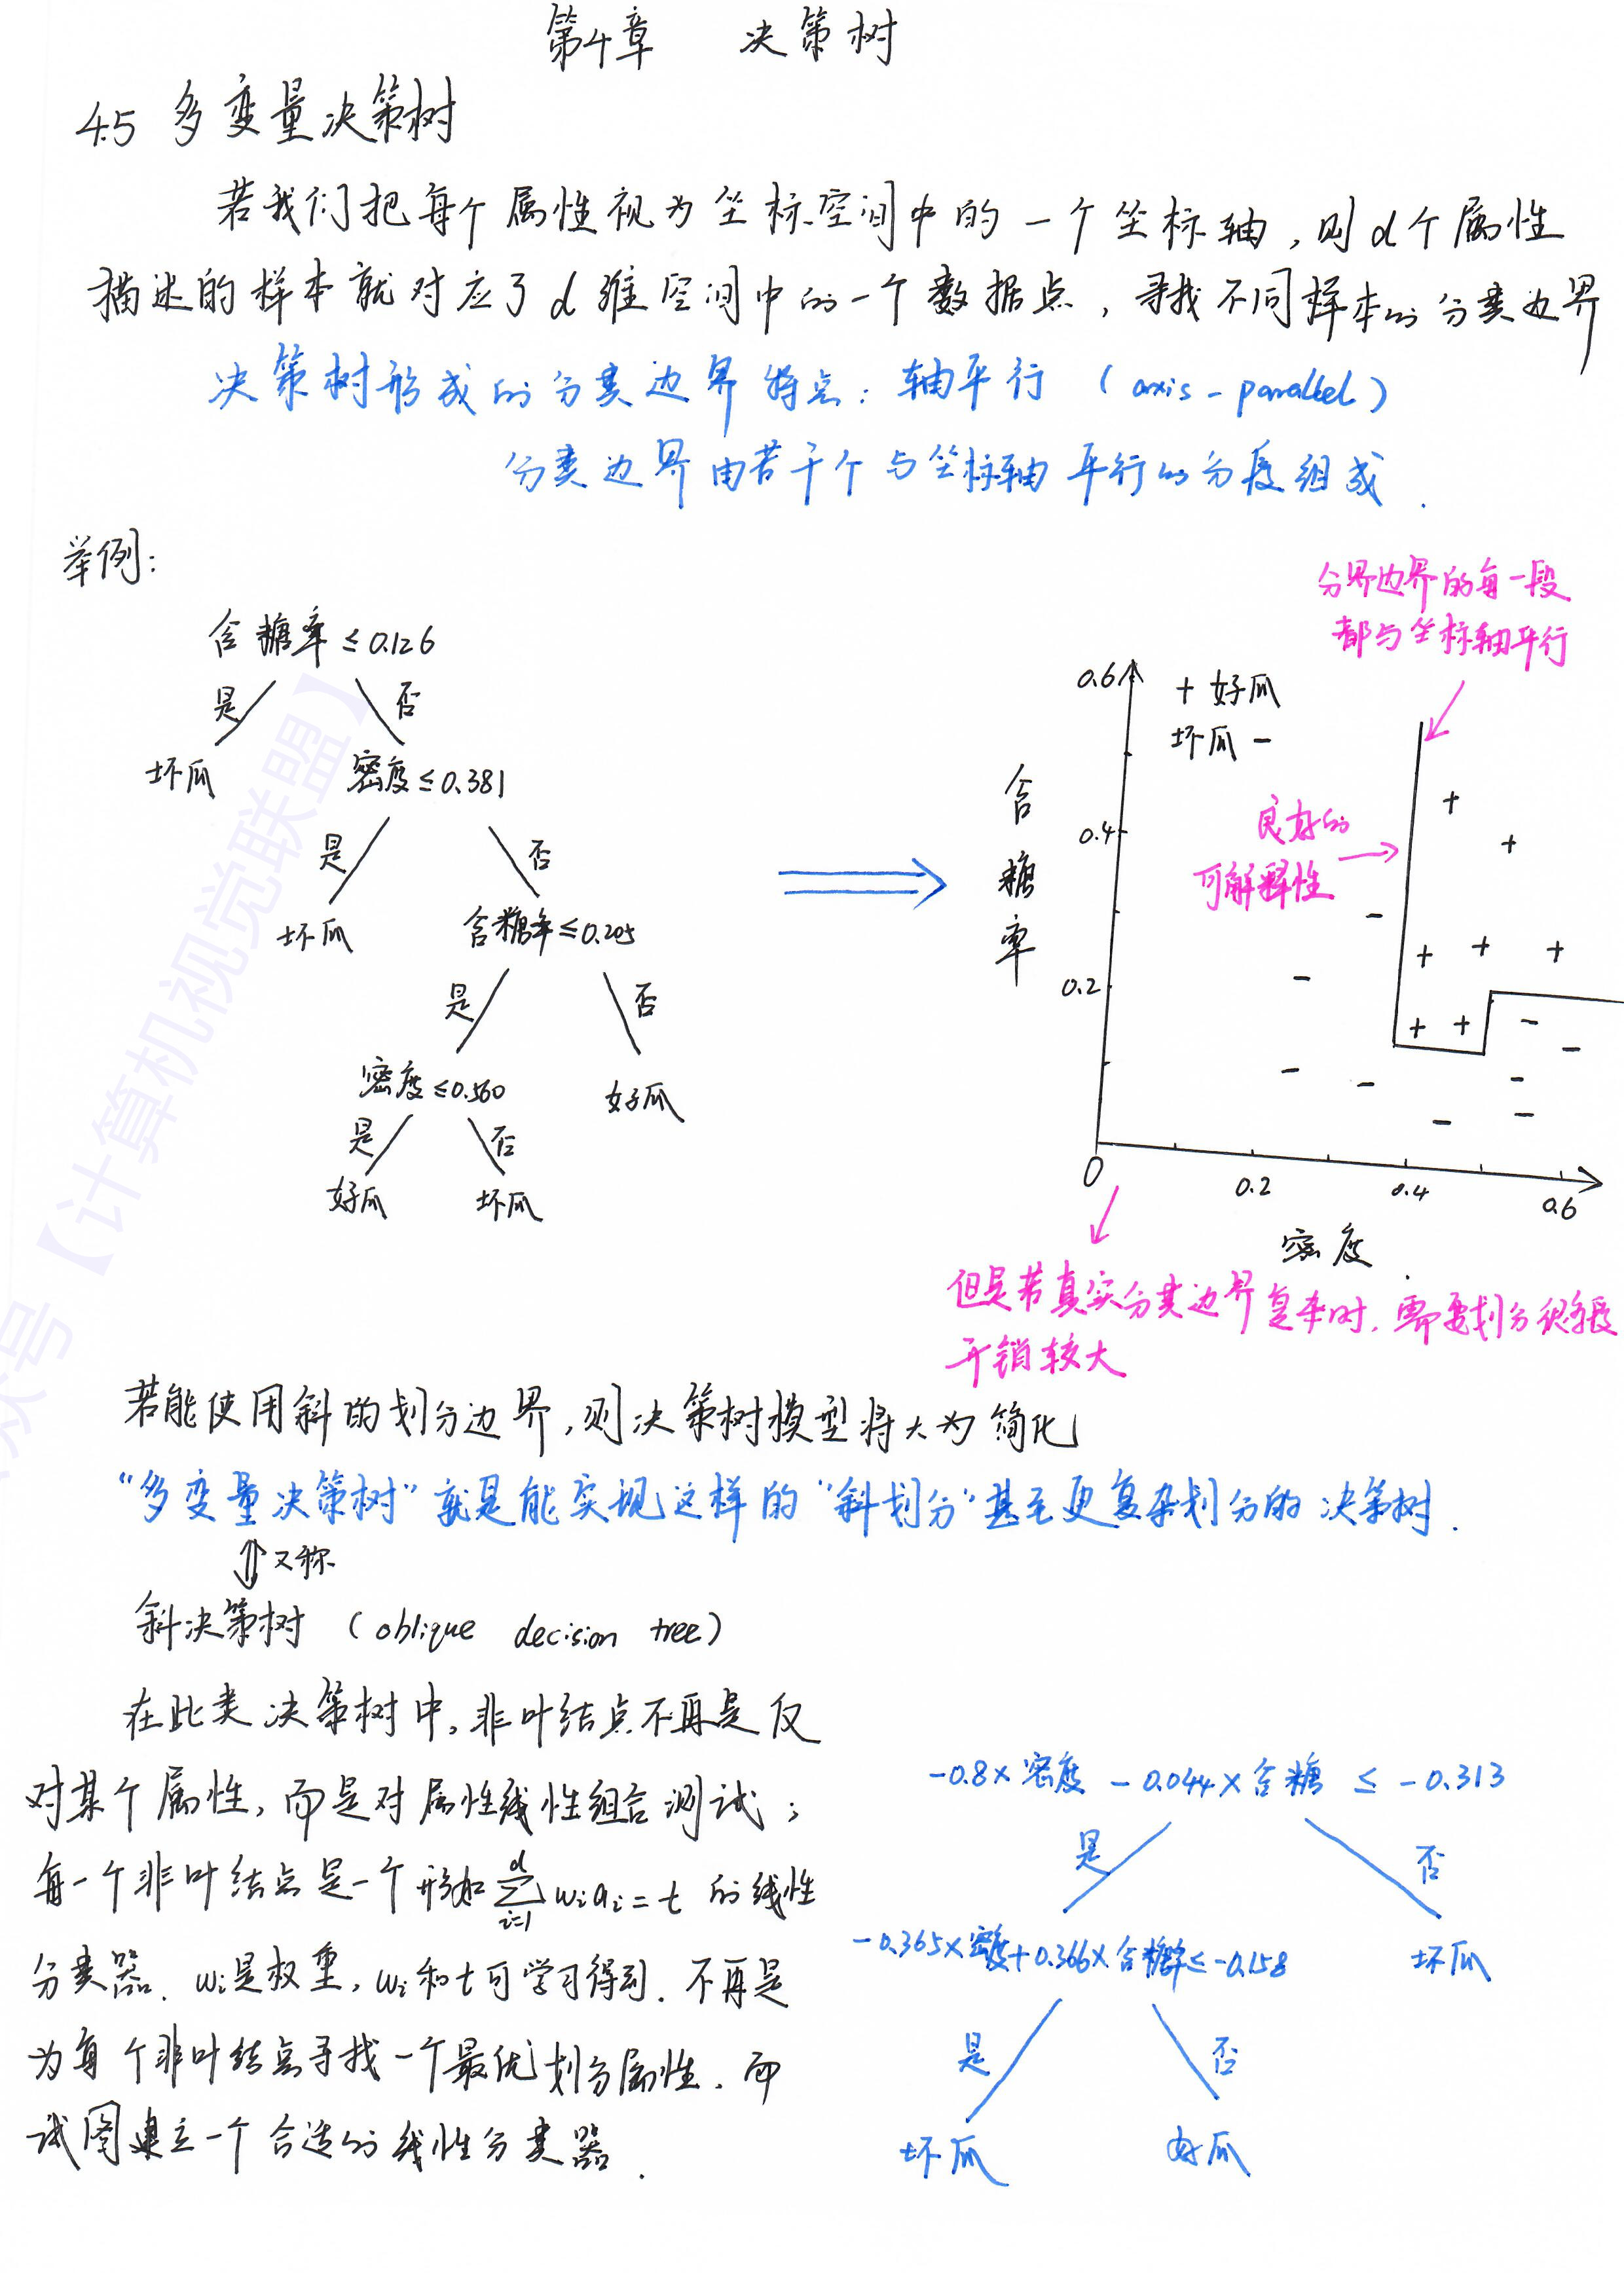 第4章 决策树
4.5 多变量决策树
若我们把每个属性视为坐标空间中的一个坐标轴,则d个属性
描述的样本就对应了d维空间中的一个数据点,寻找不同样本的分类边界
决策树形成的分类边界特点:轴平行 (axis-parallel)
分类边界由若干个与坐标轴平行的分段组成.
举例:
含糖率≤0.126
是 否
坏瓜 密度≤0.381
是 否
坏瓜 含糖率≤0.205
是 否
密度≤0.560 好瓜
是 否
好瓜 坏瓜
分界边界的每一段
都与坐标轴平行
0.6 + 好瓜
坏瓜 -
含糖率
0.4
良好的
可解释性
0.2
0 0.2 0.4 0.6
密度.
但是若真实分类边界复杂时,需要划分很多段
开销较大
若能使用斜的划分边界,则决策树模型将大为简化
“多变量决策树”就是能实现这样的“斜划分”甚至更复杂划分的决策树.
⇕又称
斜决策树 (oblique decision tree)
在此类决策树中,非叶结点不再是仅
对某个属性,而是对属性线性组合测试;
每一个非叶结点是一个形如 \sum_{i=1}^{d} w_i a_i = t 的线性
分类器. wi是权重,wi和t可学习得到. 不再是
为每个非叶结点寻找一个最优划分属性.而
试图建立一个合适的线性分类器.
-0.8×密度 -0.044×含糖 ≤ -0.313
是 否
-0.365×密度+0.366×含糖率≤-0.158 坏瓜
是 否
坏瓜 好瓜
众号【计算机视觉联盟】